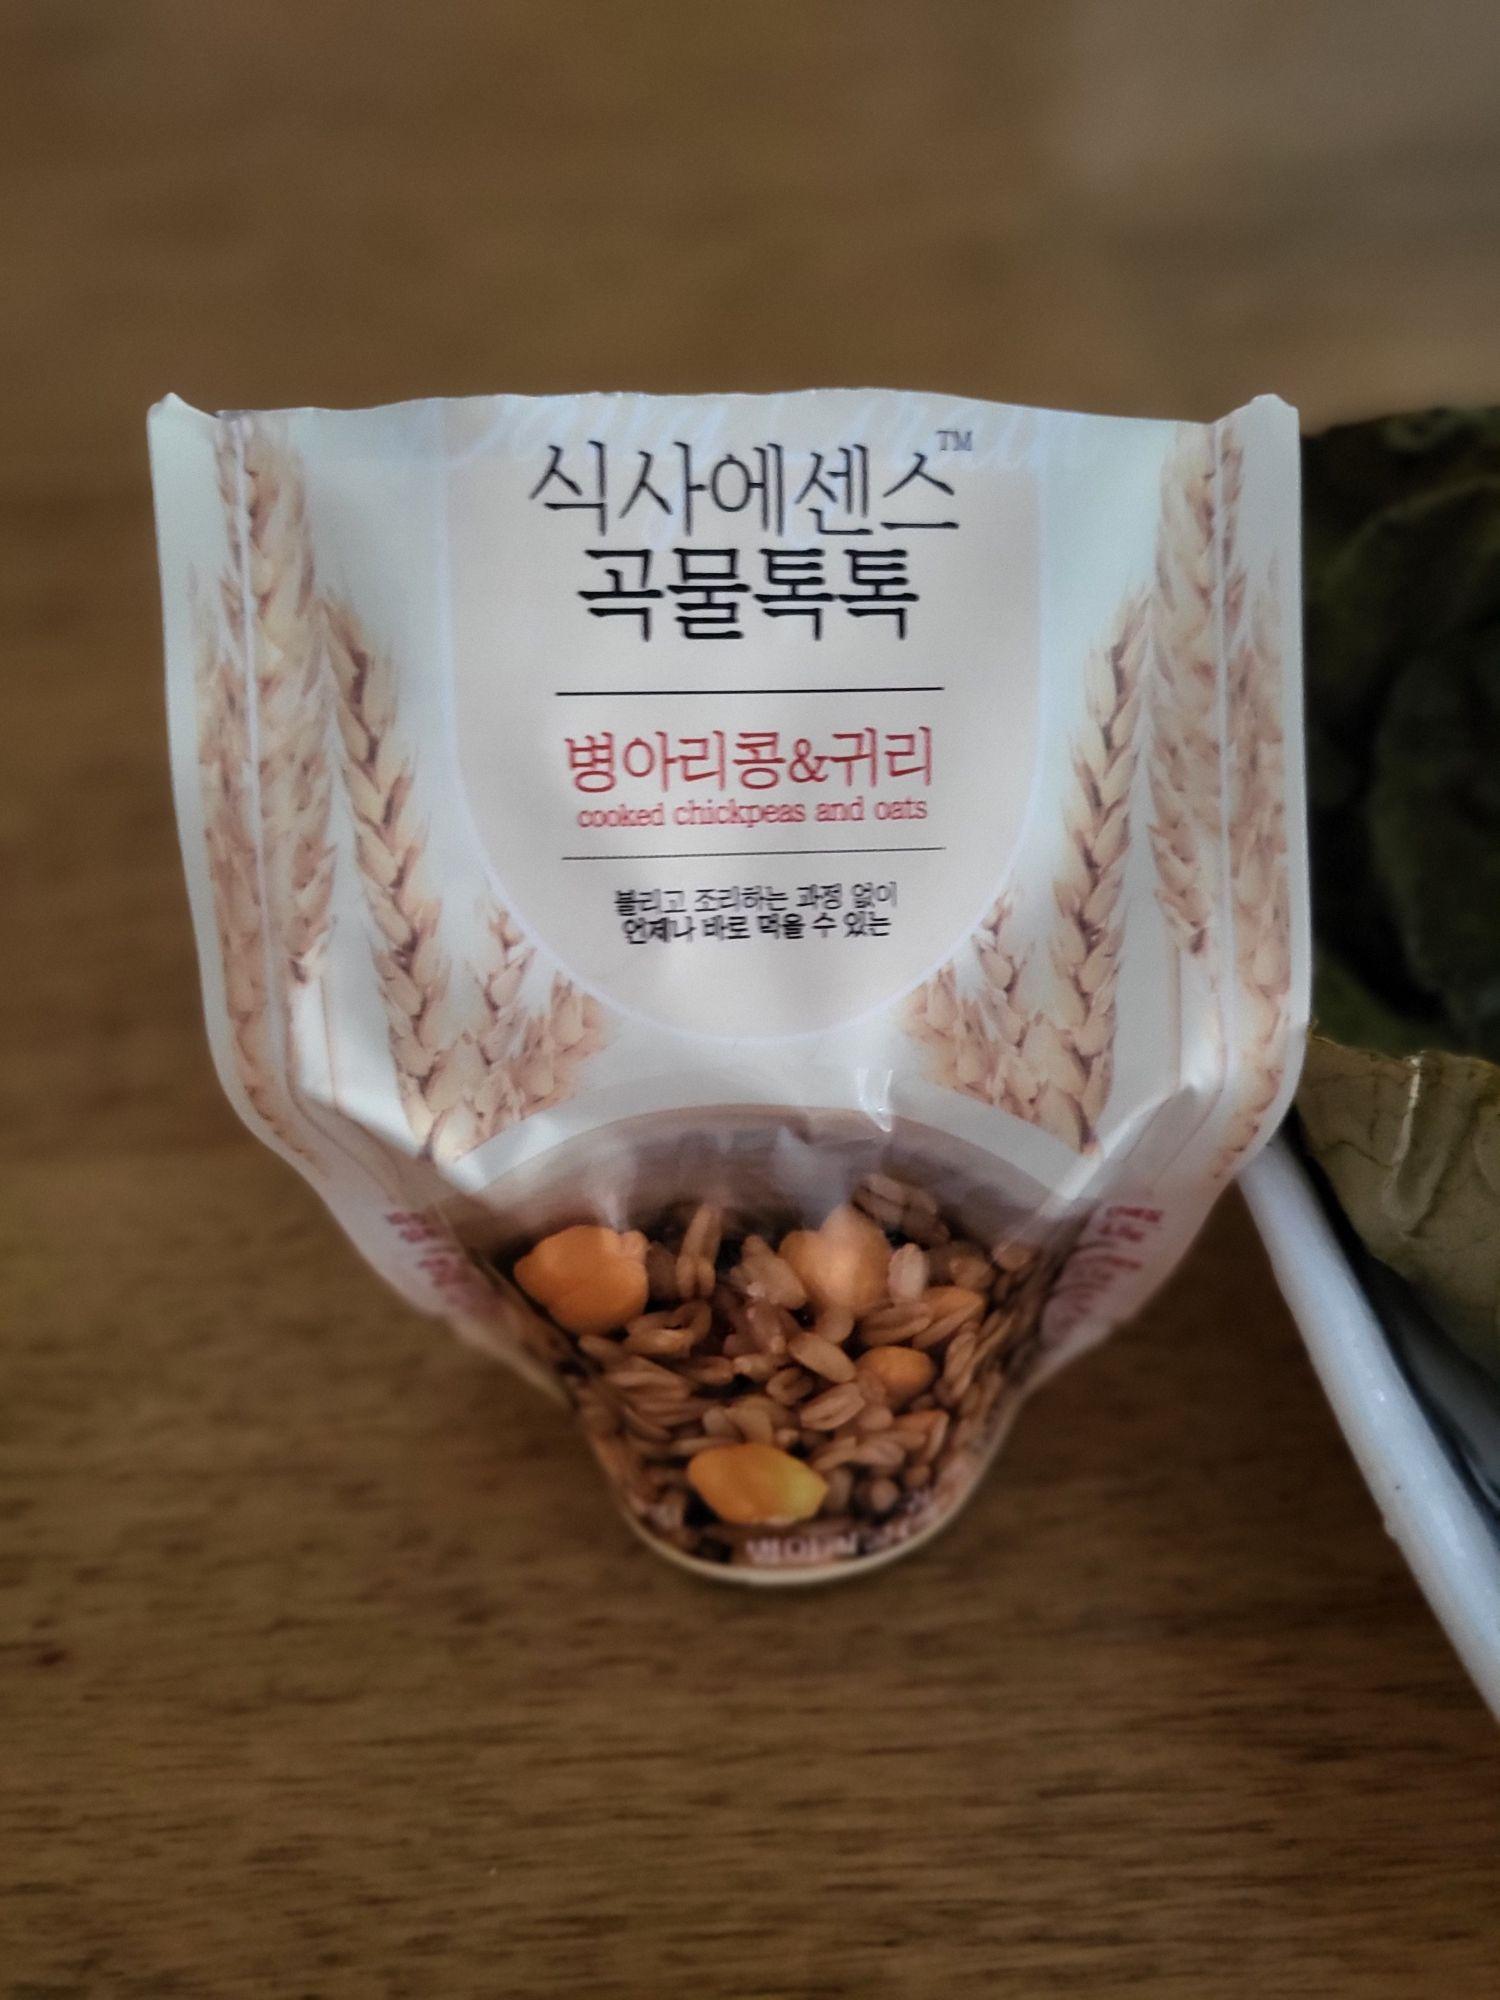 식사에센스™
곡물톡톡
병아리콩&귀리
cooked chickpeas and oats
불리고 조리하는 과정 없이
언제나 바로 먹을 수 있는